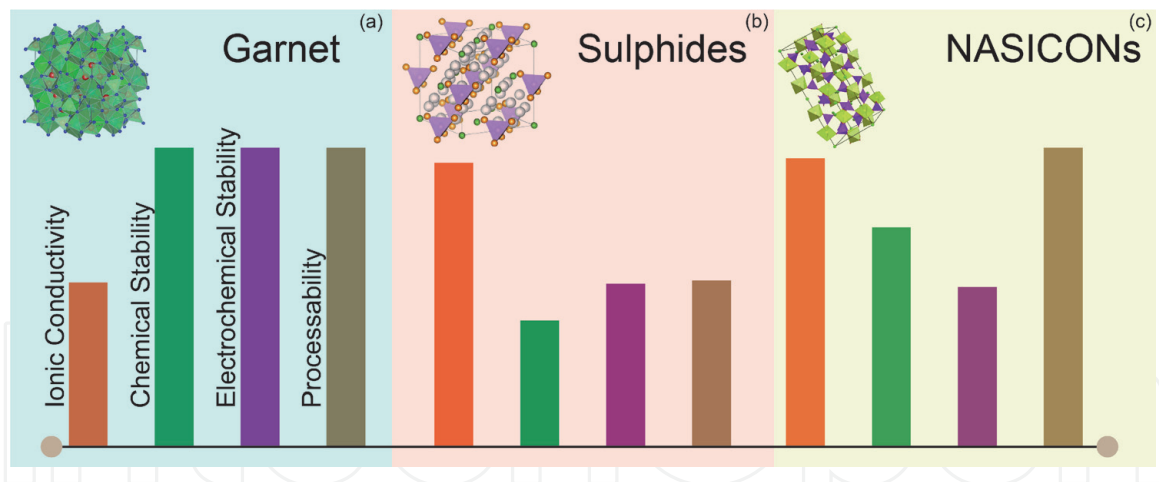 (a)
Garnet
Ionic Conductivity
Chemical Stability
Electrochemical Stability
Processability
(b)
Sulphides
(c)
NASICONs